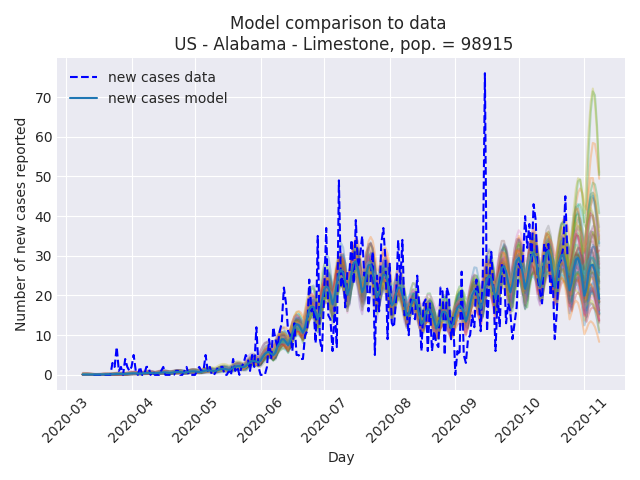 Model comparison to data
US - Alabama - Limestone, pop. = 98915
new cases data
new cases model
Number of new cases reported
70
60
50
40
30
20
10
0
2020-03
2020-04
2020-05
2020-06
2020-07
2020-08
2020-09
2020-10
2020-11
Day